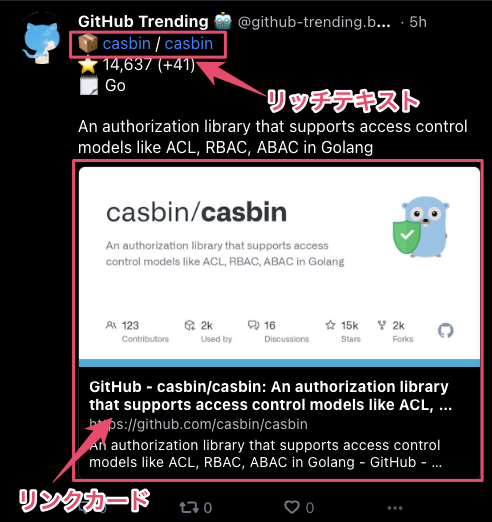 GitHub Trending 🤖 @github-trending.b... · 5h
📦 casbin / casbin
⭐ 14,637 (+41)
🗒 Go
リッチテキスト
An authorization library that supports access control
models like ACL, RBAC, ABAC in Golang
casbin/casbin
An authorization library that supports access
control models like ACL, RBAC, ABAC in Golang
123 2k 16 15k 2k
Contributors Used by Discussions Stars Forks
GitHub - casbin/casbin: An authorization library
that supports access control models like ACL, ...
https://github.com/casbin/casbin
An authorization library that supports access control
models like ACL, RBAC, ABAC in Golang - GitHub - ...
リンクカード
0 0 0 ...